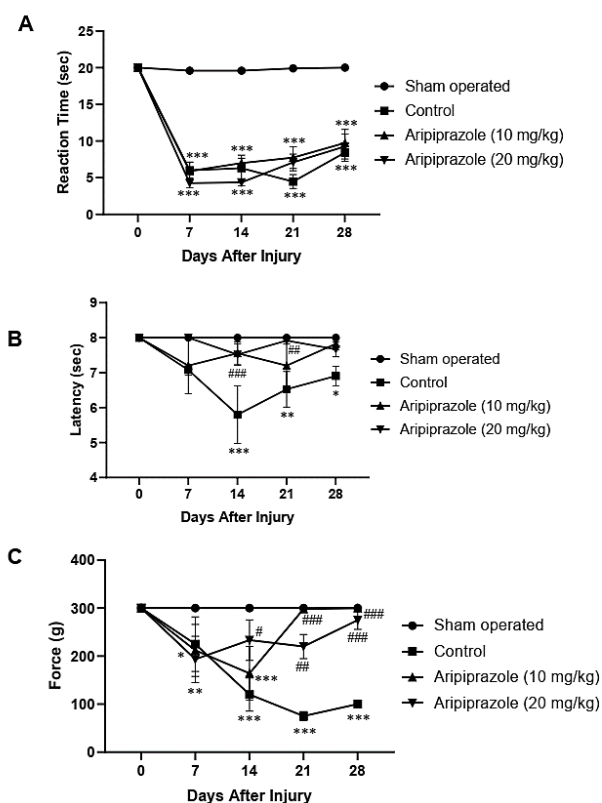 A
25
20
15
10
5
0
Reaction Time (sec)
***
***
***
***
***
***
***
***
0 7 14 21 28
Days After Injury
Sham operated
Control
Aripiprazole (10 mg/kg)
Aripiprazole (20 mg/kg)
B
9
8
7
6
5
4
Latency (sec)
###
##
***
**
*
0 7 14 21 28
Days After Injury
Sham operated
Control
Aripiprazole (10 mg/kg)
Aripiprazole (20 mg/kg)
C
400
300
200
100
0
Force (g)
*
**
#
***
***
###
##
***
###
###
***
0 7 14 21 28
Days After Injury
Sham operated
Control
Aripiprazole (10 mg/kg)
Aripiprazole (20 mg/kg)